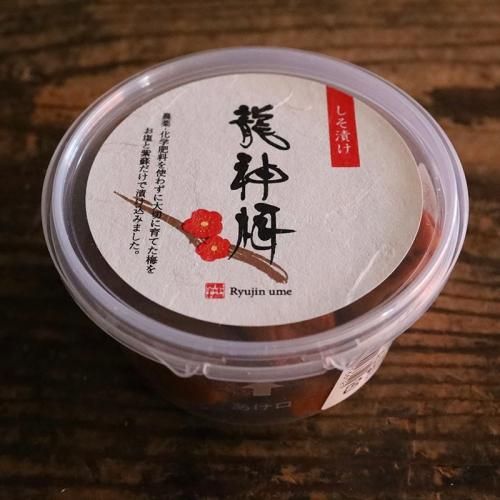 しそ漬け
龍神梅
農薬・化学肥料を使わずに大切に育てた梅を
お塩と紫蘇だけで漬け込みました。
Ryujin ume
あけ口